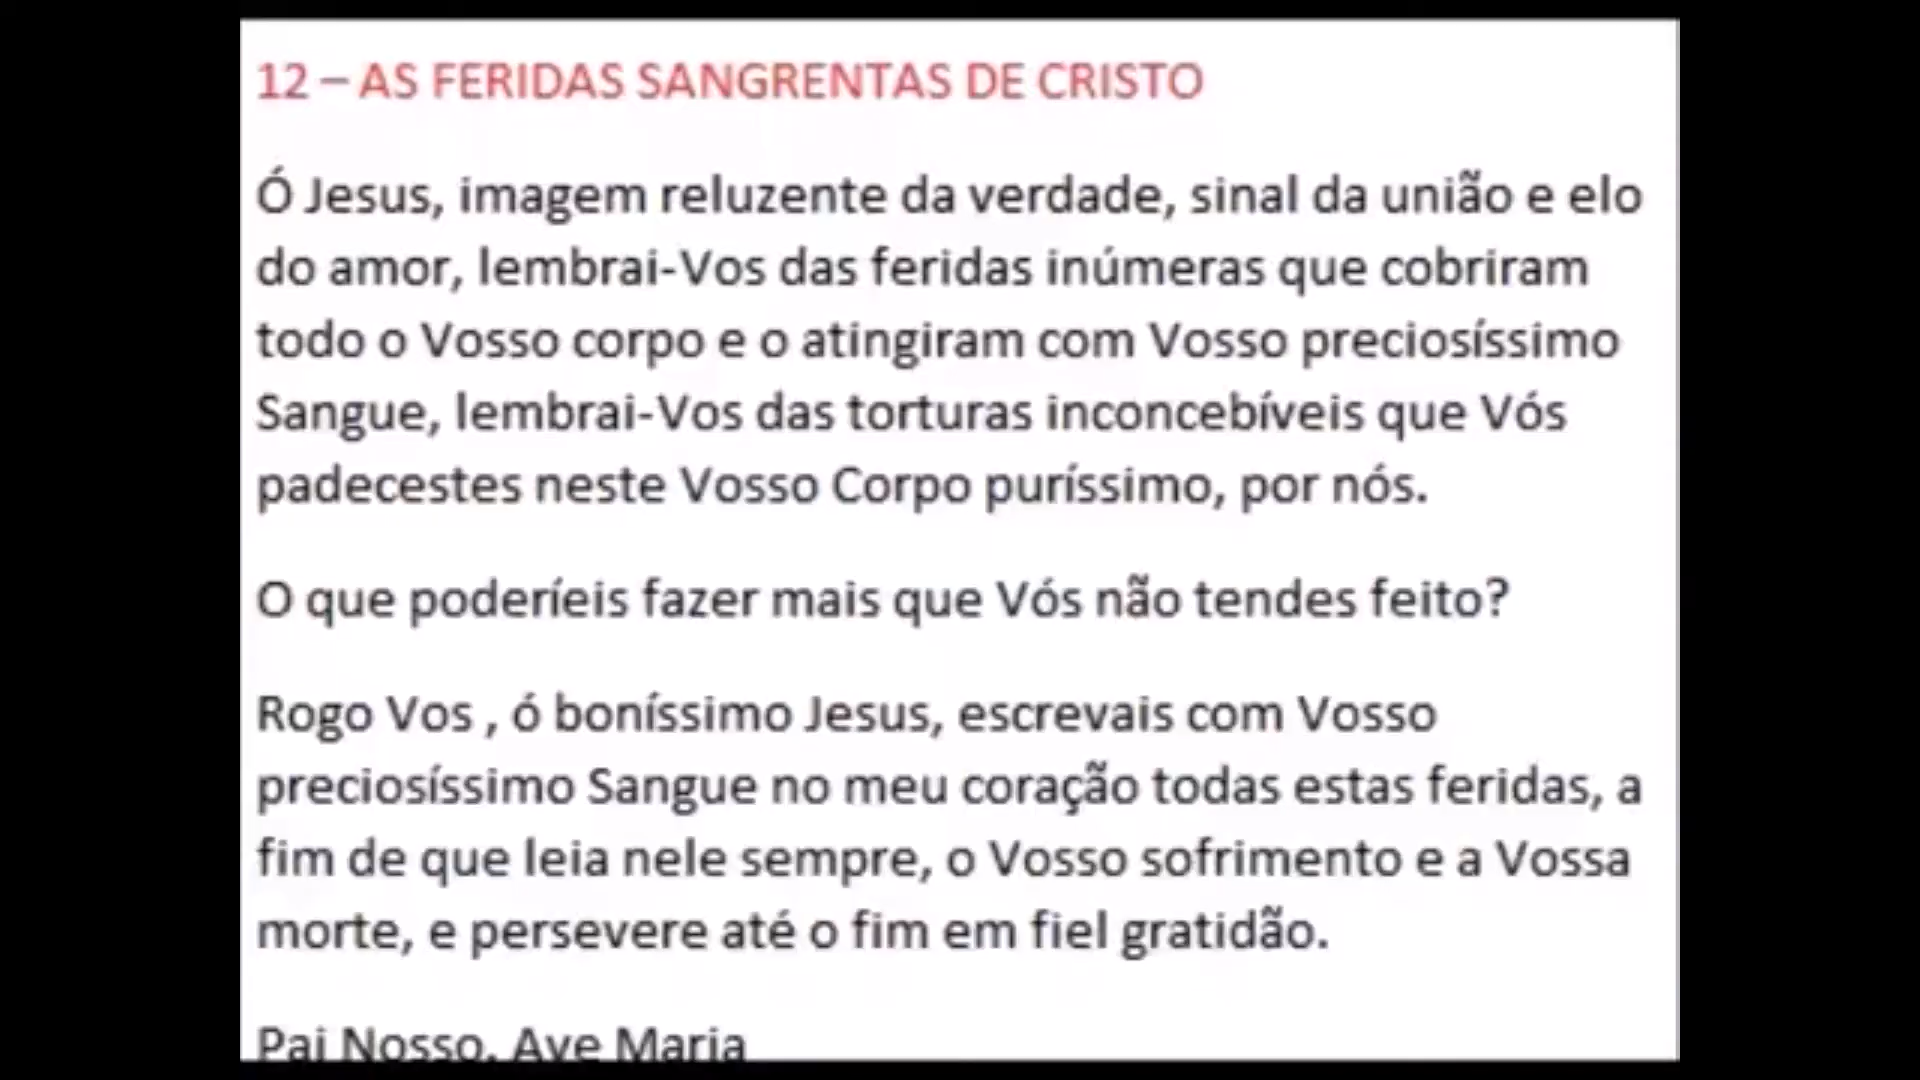 12 – AS FERIDAS SANGRENTAS DE CRISTO
Ó Jesus, imagem reluzente da verdade, sinal da união e elo
do amor, lembrai-Vos das feridas inúmeras que cobriram
todo o Vosso corpo e o atingiram com Vosso preciosíssimo
Sangue, lembrai-Vos das torturas inconcebíveis que Vós
padecestes neste Vosso Corpo puríssimo, por nós.
O que poderíeis fazer mais que Vós não tendes feito?
Rogo Vos , ó boníssimo Jesus, escrevais com Vosso
preciosíssimo Sangue no meu coração todas estas feridas, a
fim de que leia nele sempre, o Vosso sofrimento e a Vossa
morte, e persevere até o fim em fiel gratidão.
Pai Nosso, Ave Maria